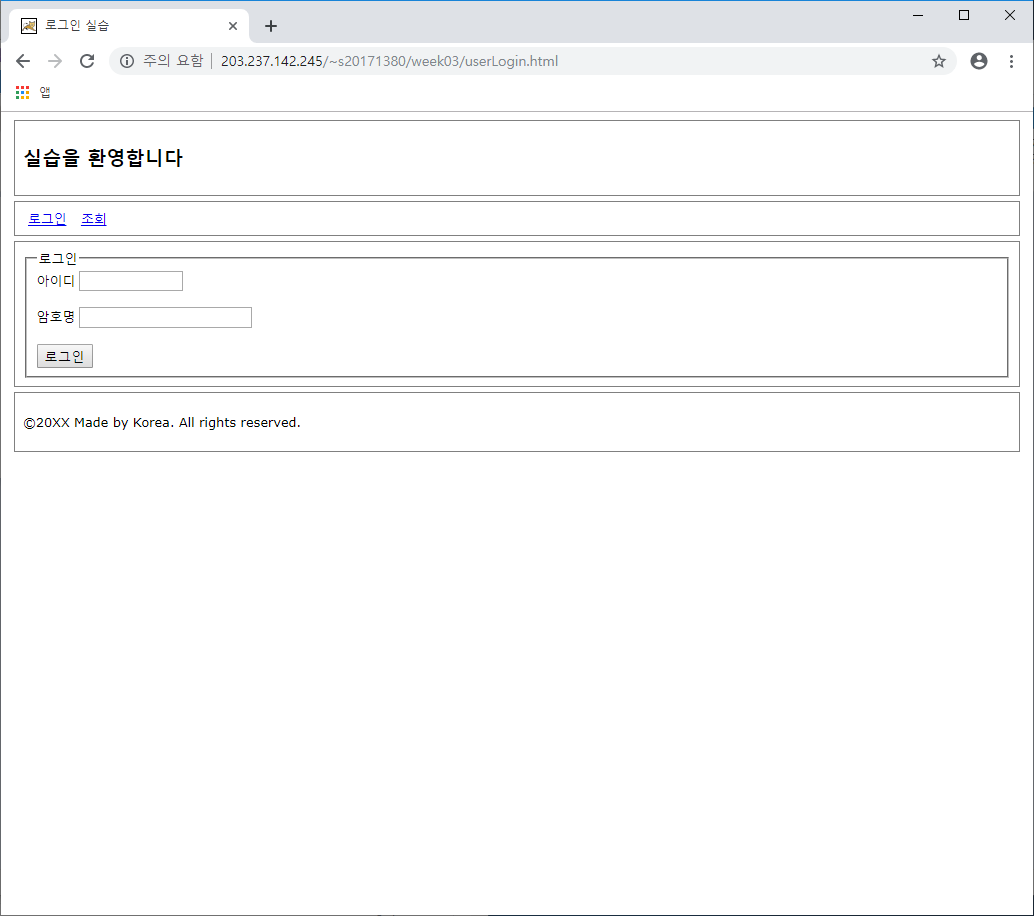 로그인 실습
주의 요함 203.237.142.245/~s20171380/week03/userLogin.html
앱
실습을 환영합니다
로그인 조회
로그인
아이디
암호명
로그인
©20XX Made by Korea. All rights reserved.